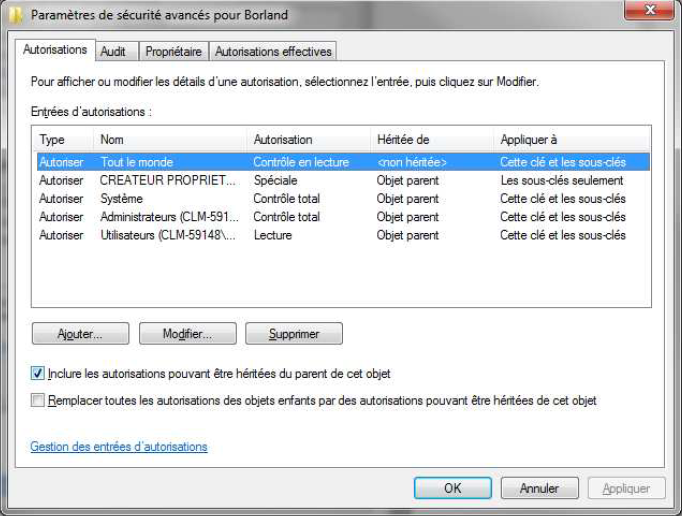 Paramètres de sécurité avancés pour Borland
Autorisations Audit Propriétaire Autorisations effectives
Pour afficher ou modifier les détails d'une autorisation, sélectionnez l'entrée, puis cliquez sur Modifier.
Entrées d'autorisations :
Type Nom Autorisation Héritée de Appliquer à
Autoriser Tout le monde Contrôle en lecture <non héritée> Cette clé et les sous-clés
Autoriser CREATEUR PROPRIET... Spéciale Objet parent Les sous-clés seulement
Autoriser Système Contrôle total Objet parent Cette clé et les sous-clés
Autoriser Administrateurs (CLM-591... Contrôle total Objet parent Cette clé et les sous-clés
Autoriser Utilisateurs (CLM-59148\... Lecture Objet parent Cette clé et les sous-clés
Ajouter... Modifier... Supprimer
Inclure les autorisations pouvant être héritées du parent de cet objet
Remplacer toutes les autorisations des objets enfants par des autorisations pouvant être héritées de cet objet
Gestion des entrées d'autorisations
OK Annuler Appliquer